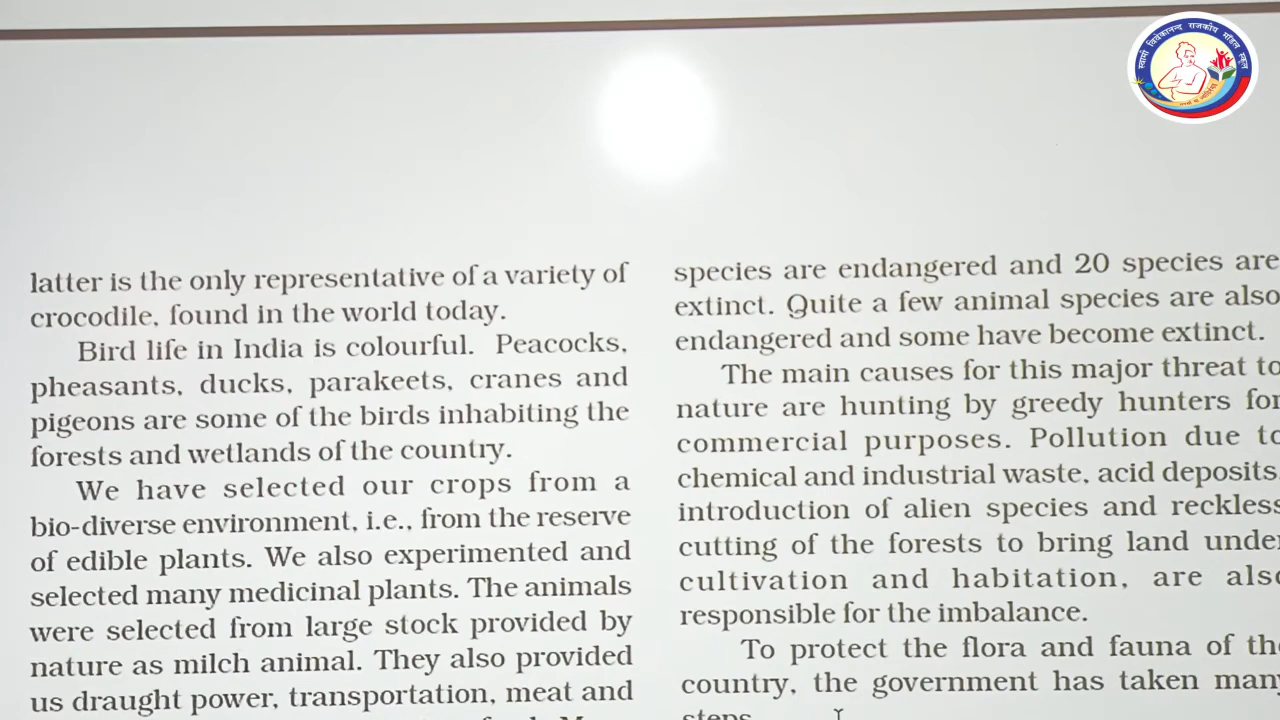 स्वामी विवेकानन्द राजकीय मॉडल स्कूल
latter is the only representative of a variety of
crocodile, found in the world today.
Bird life in India is colourful. Peacocks,
pheasants, ducks, parakeets, cranes and
pigeons are some of the birds inhabiting the
forests and wetlands of the country.
We have selected our crops from a
bio-diverse environment, i.e., from the reserve
of edible plants. We also experimented and
selected many medicinal plants. The animals
were selected from large stock provided by
nature as milch animal. They also provided
us draught power, transportation, meat and
species are endangered and 20 species are
extinct. Quite a few animal species are also
endangered and some have become extinct.
The main causes for this major threat to
nature are hunting by greedy hunters for
commercial purposes. Pollution due to
chemical and industrial waste, acid deposits,
introduction of alien species and reckless
cutting of the forests to bring land under
cultivation and habitation, are also
responsible for the imbalance.
To protect the flora and fauna of the
country, the government has taken many
steps